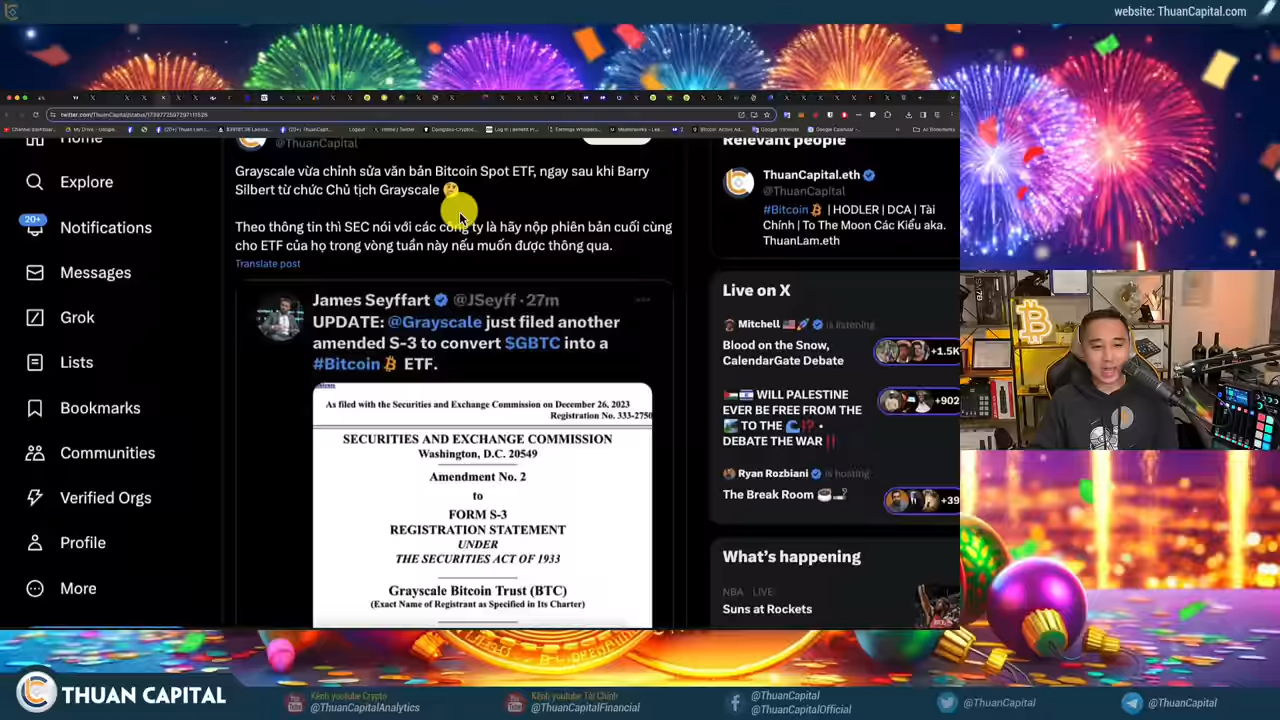 website: ThuanCapital.com
twitter.com/ThuanCapital/status/1739772597297111526
Home
Explore
20+
Notifications
Messages
Grok
Lists
Bookmarks
Communities
Verified Orgs
Profile
More
@ThuanCapital
Grayscale vừa chỉnh sửa văn bản Bitcoin Spot ETF, ngay sau khi Barry
Silbert từ chức Chủ tịch Grayscale 🤔
Theo thông tin thì SEC nói với các công ty là hãy nộp phiên bản cuối cùng
cho ETF của họ trong vòng tuần này nếu muốn được thông qua.
Translate post
James Seyffart @JSeyff · 27m
UPDATE: @Grayscale just filed another
amended S-3 to convert $GBTC into a
#Bitcoin ETF.
As filed with the Securities and Exchange Commission on December 26, 2023
Registration No. 333-2750
SECURITIES AND EXCHANGE COMMISSION
Washington, D.C. 20549
Amendment No. 2
to
FORM S-3
REGISTRATION STATEMENT
UNDER
THE SECURITIES ACT OF 1933
Grayscale Bitcoin Trust (BTC)
(Exact Name of Registrant as Specified in Its Charter)
Relevant people
ThuanCapital.eth
@ThuanCapital
#Bitcoin | HODLER | DCA | Tài
Chính | To The Moon Các Kiểu aka.
ThuanLam.eth
Live on X
Mitchell 🇺🇸🚀 is listening
Blood on the Snow,
CalendarGate Debate
+1.5K
🇵🇸🇮🇱 WILL PALESTINE
EVER BE FREE FROM THE
🏞️ TO THE 🌊⁉️ •
DEBATE THE WAR ‼️
+902
Ryan Rozbiani is hosting
The Break Room
+39
What's happening
NBA · LIVE
Suns at Rockets
THUAN CAPITAL
Kênh youtube Crypto
@ThuanCapitalAnalytics
Kênh youtube Tài Chính
@ThuanCapitalFinancial
@ThuanCapital
@ThuanCapitalOfficial
@ThuanCapital
@ThuanCapital